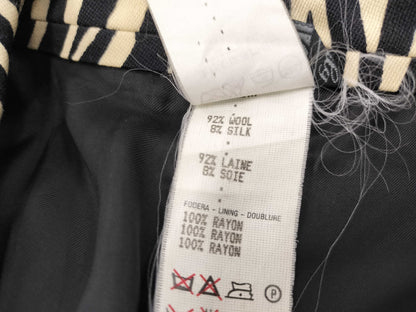 92% WOOL
8% SILK
92% LAINE
8% SOIE
FODERA - LINING - DOUBLURE
100% RAYON
100% RAYON
100% RAYON
P